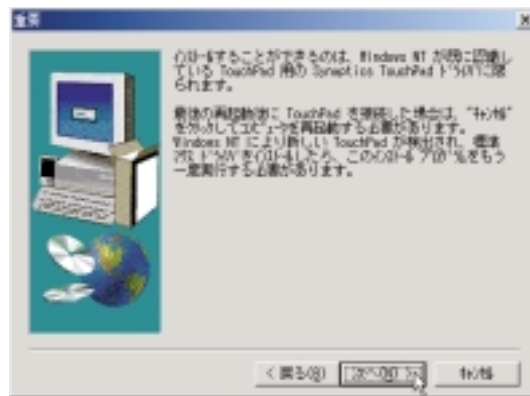 重要
ｲﾝｽﾄｰﾙすることができるのは、Windows NT が既に認識し
ている TouchPad 用の Synaptics TouchPad ﾄﾞﾗｲﾊﾞに限
られます。
最後の再起動後に TouchPad を接続した場合は、"ｷｬﾝｾﾙ"
をｸﾘｯｸしてｺﾝﾋﾟｭｰﾀを再起動する必要があります。
Windows NT により新しい TouchPad が検出され、標準
ﾏｳｽ ﾄﾞﾗｲﾊﾞをｲﾝｽﾄｰﾙしたら、このｲﾝｽﾄｰﾙ ﾌﾟﾛｸﾞﾗﾑをもう
一度実行する必要があります。
< 戻る(B)
次へ(N) >
ｷｬﾝｾﾙ